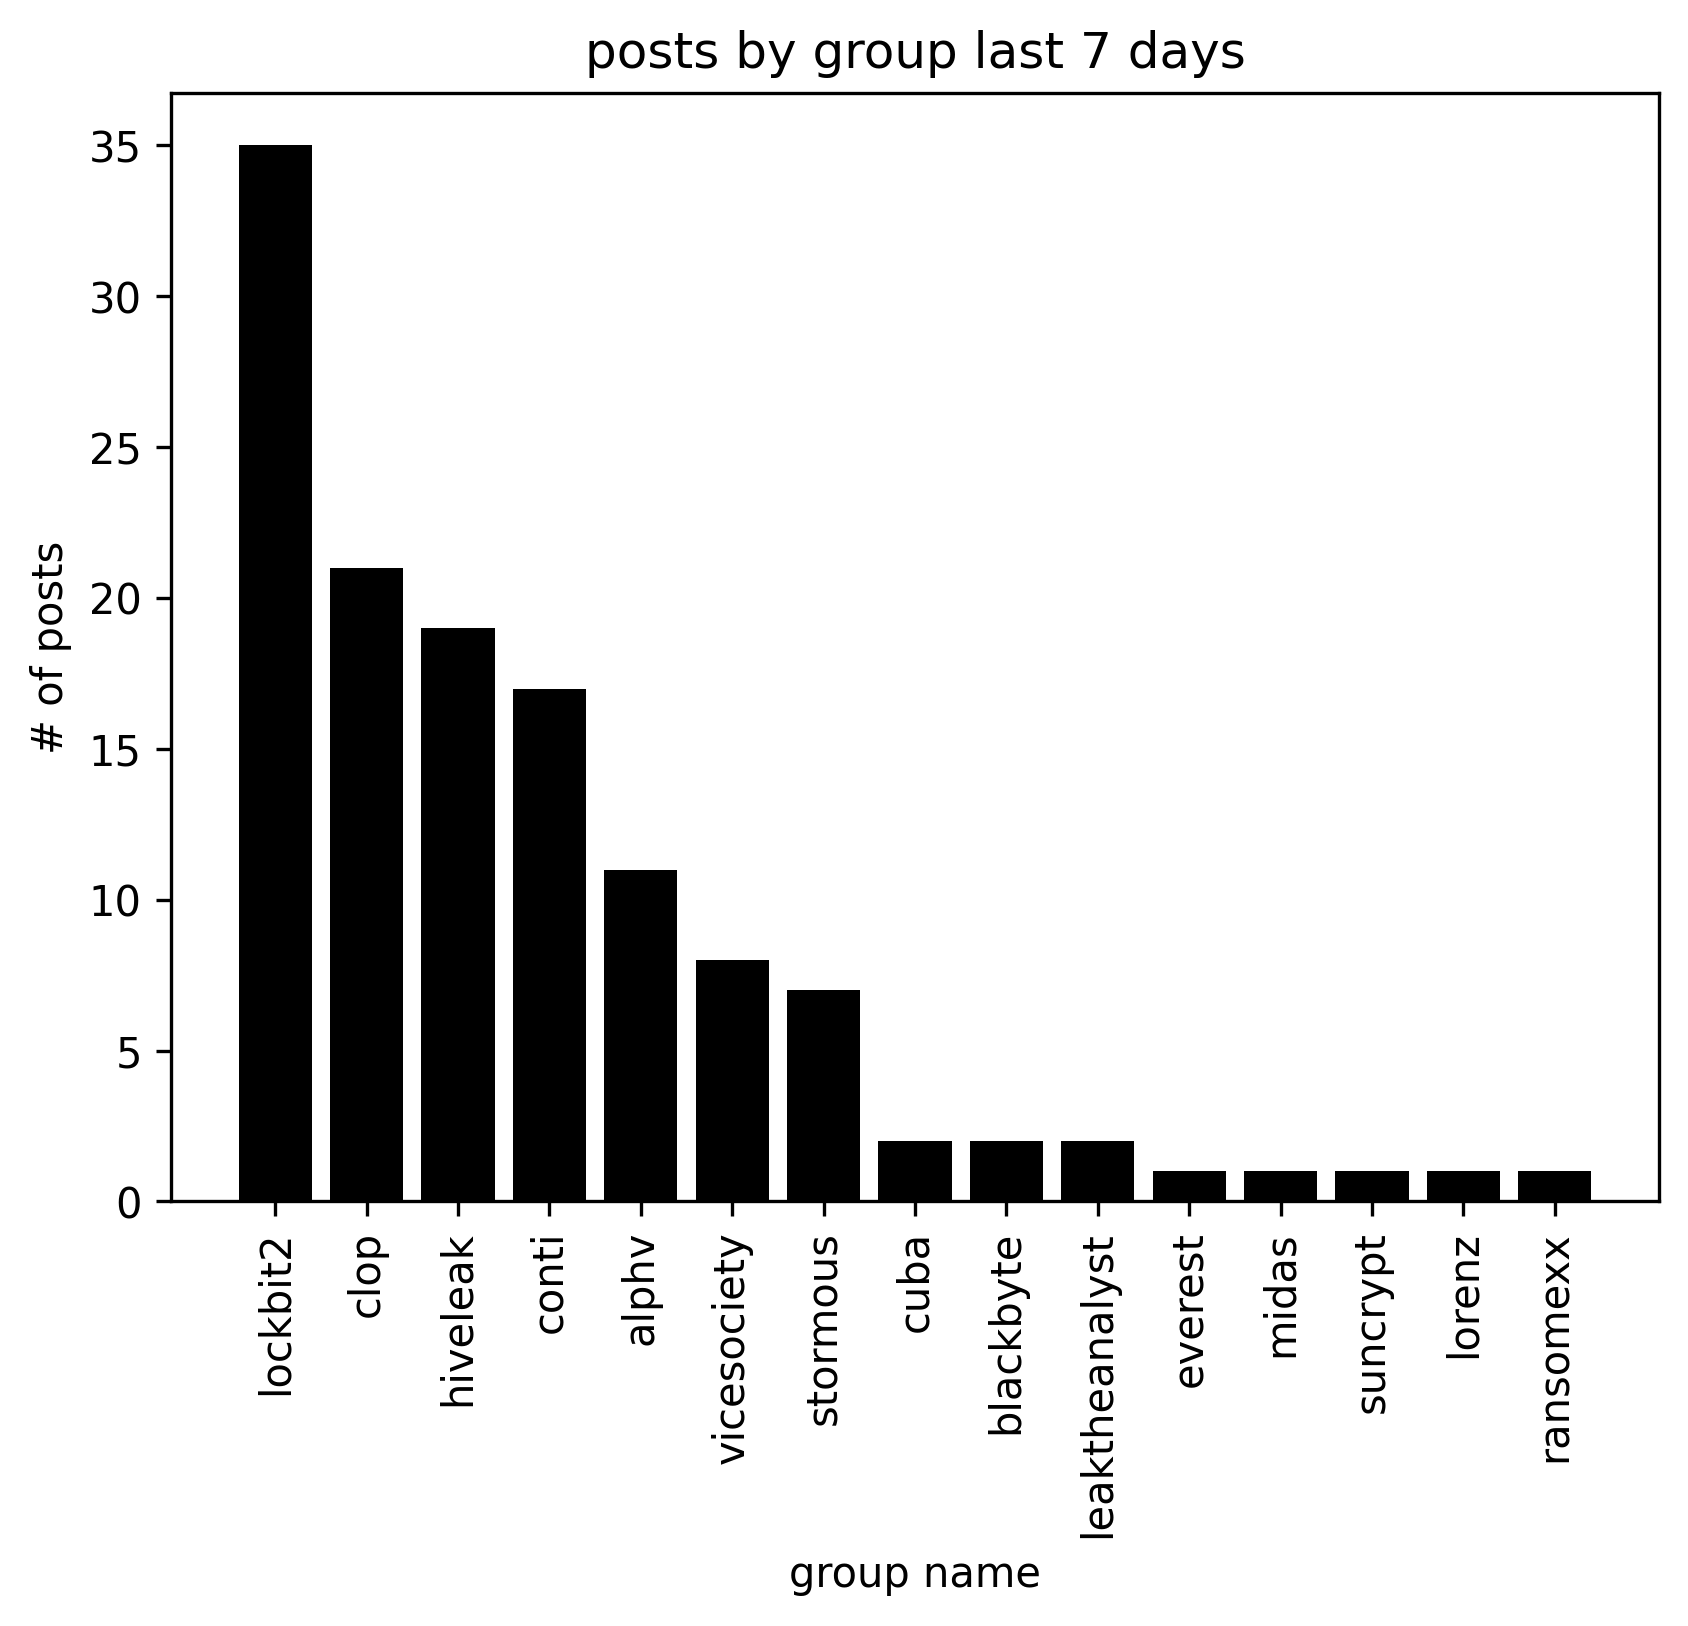 posts by group last 7 days
# of posts
35
30
25
20
15
10
5
0
lockbit2
clop
hiveleak
conti
alphv
vicesociety
stormous
cuba
blackbyte
leaktheanalyst
everest
midas
suncrypt
lorenz
ransomexx
group name